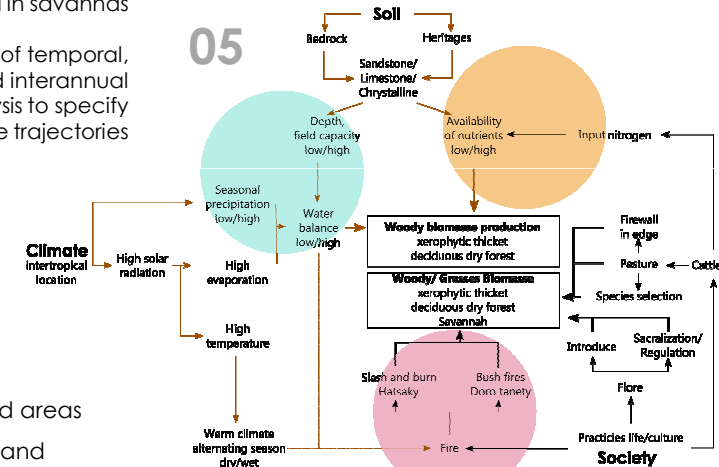 in savannas
of temporal,
interannual
to specify
trajectories
05
Soil
Bedrock
Heritages
Sandstone/
Limestone/
Chrystalline
Depth,
field capacity
low/high
Availability
of nutrients
low/high
Input nitrogen
Seasonal
precipitation
low/high
Water
balance
low/high
Climate
intertropical
location
High solar
radiation
High
evaporation
High
temperature
Warm climate
alternating season
dry/wet
Woody biomasse production
xerophytic thicket
deciduous dry forest
Woody/ Grasses Biomasse
xerophytic thicket
deciduous dry forest
Savannah
Firewall
in edge
Pasture
Cattle
Species selection
Introduce
Sacralization/
Regulation
Flore
Practicies life/culture
Society
Slash and burn
Hatsaky
Bush fires
Doro tanety
Fire
areas
and